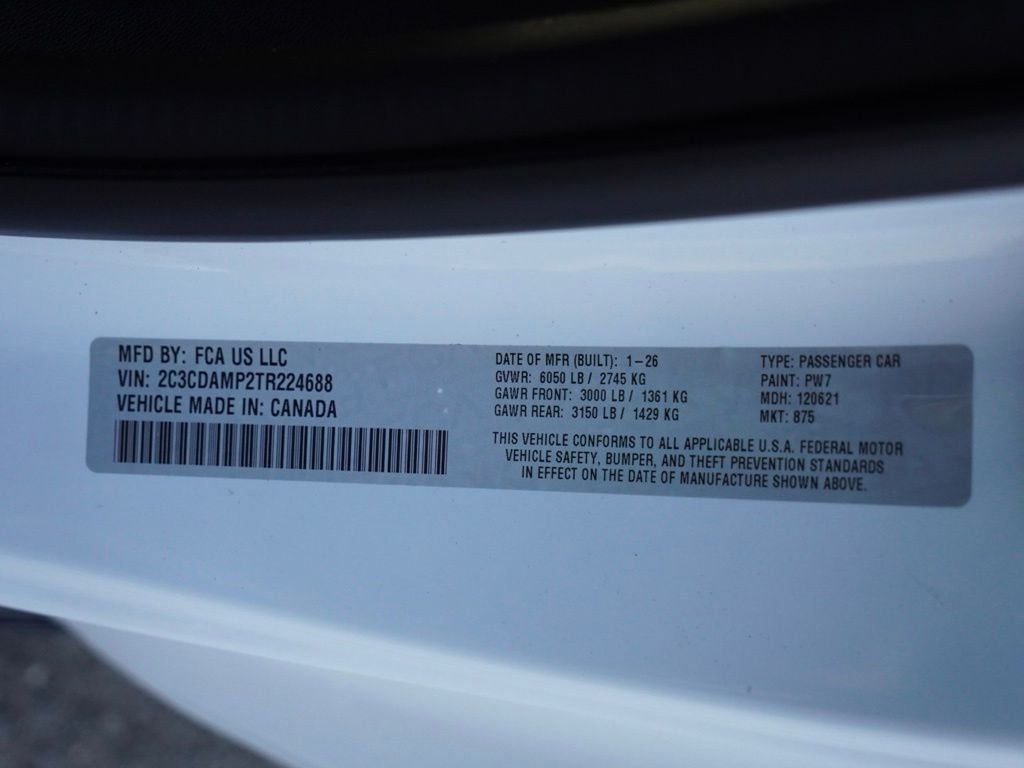 MFD BY: FCA US LLC
VIN: 2C3CDAMP2TR224688
VEHICLE MADE IN: CANADA
DATE OF MFR (BUILT): 1-26
GVWR: 6050 LB / 2745 KG
GAWR FRONT: 3000 LB / 1361 KG
GAWR REAR: 3150 LB / 1429 KG
TYPE: PASSENGER CAR
PAINT: PW7
MDH: 120621
MKT: 875
THIS VEHICLE CONFORMS TO ALL APPLICABLE U.S.A. FEDERAL MOTOR
VEHICLE SAFETY, BUMPER, AND THEFT PREVENTION STANDARDS
IN EFFECT ON THE DATE OF MANUFACTURE SHOWN ABOVE.